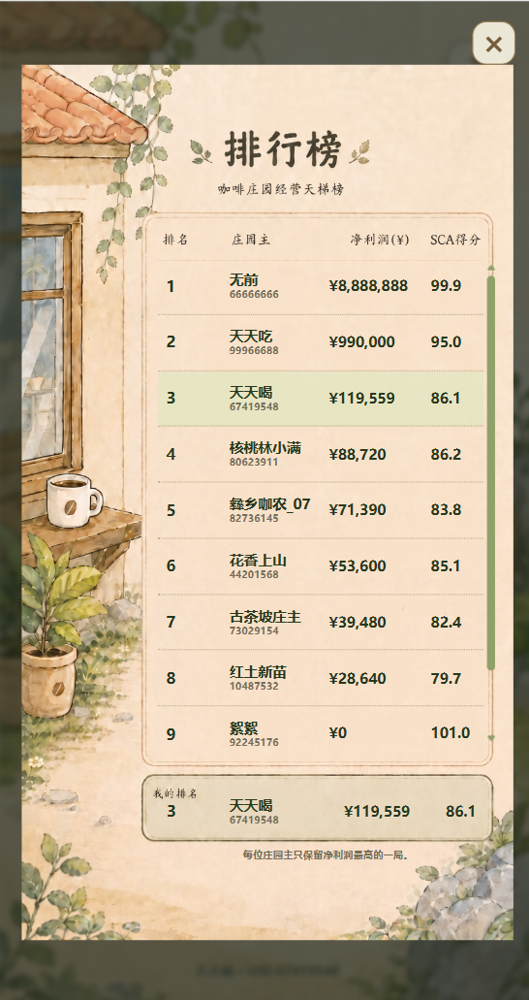 排行榜
咖啡庄园经营天梯榜
排名 庄园主 净利润(¥) SCA得分
1 无前 ¥8,888,888 99.9
66666666
2 天天吃 ¥990,000 95.0
99966688
3 天天喝 ¥119,559 86.1
67419548
4 核桃林小满 ¥88,720 86.2
80623911
5 彝乡咖农_07 ¥71,390 83.8
82736145
6 花香上山 ¥53,600 85.1
44201568
7 古茶坡庄主 ¥39,480 82.4
73029154
8 红土新苗 ¥28,640 79.7
10487532
9 絮絮 ¥0 101.0
92245176
我的排名
3 天天喝 ¥119,559 86.1
67419548
每位庄园主只保留净利润最高的一局。